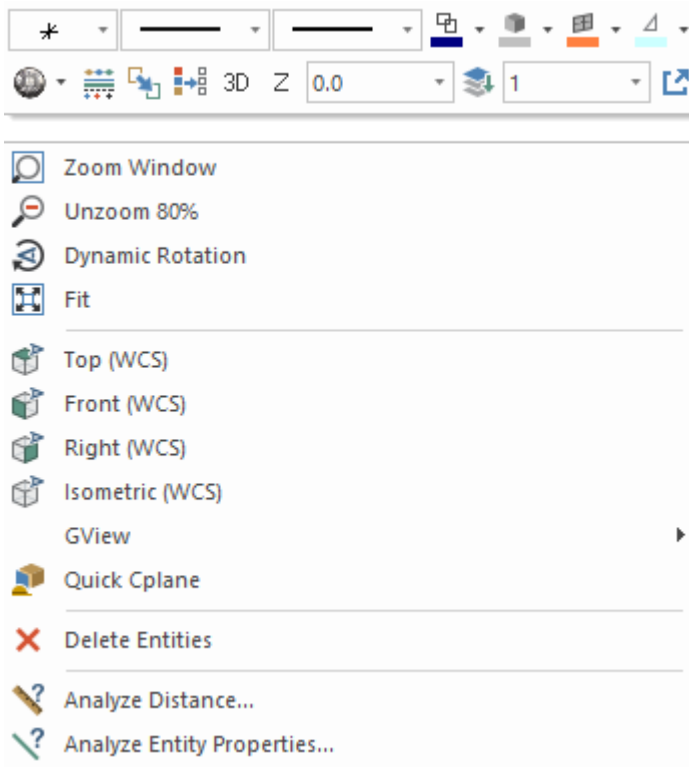 3D Z 0.0 1
Zoom Window
Unzoom 80%
Dynamic Rotation
Fit
Top (WCS)
Front (WCS)
Right (WCS)
Isometric (WCS)
GView
Quick Cplane
Delete Entities
Analyze Distance...
Analyze Entity Properties...